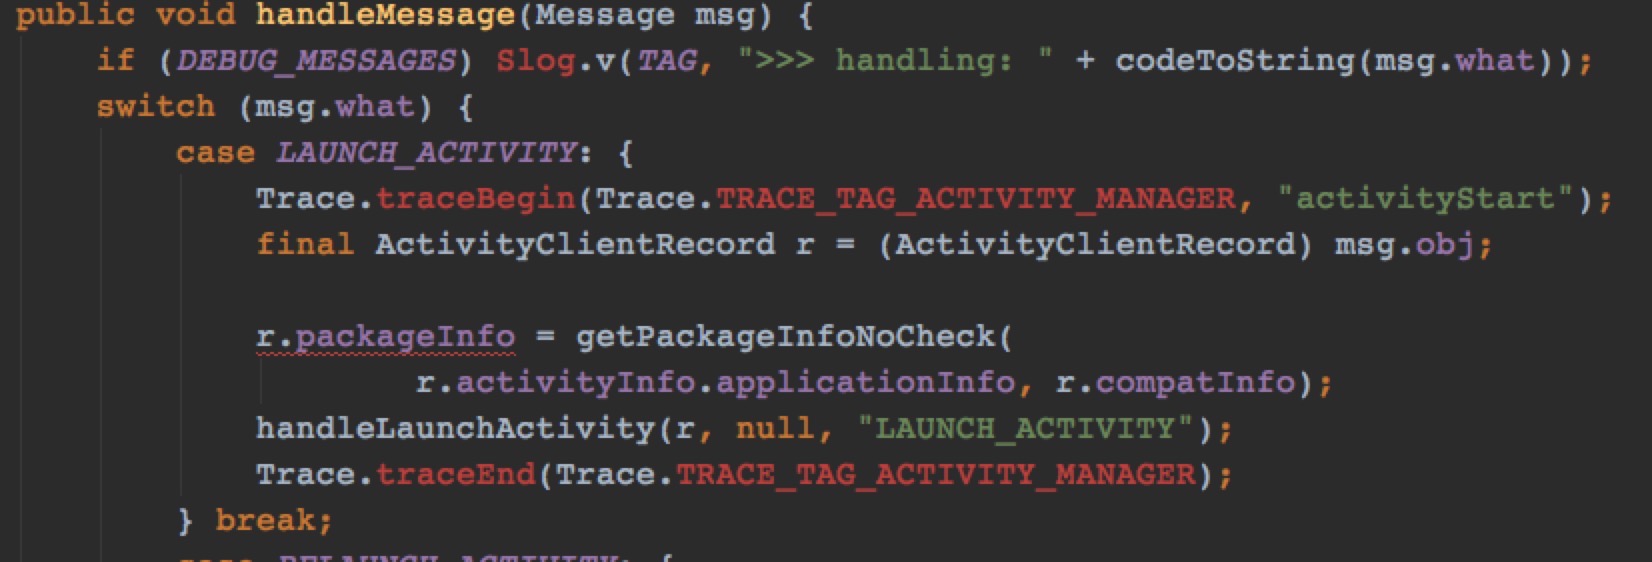 public void handleMessage(Message msg) {
if (DEBUG_MESSAGES) Slog.v(TAG, ">>> handling: " + codeToString(msg.what));
switch (msg.what) {
case LAUNCH_ACTIVITY: {
Trace.traceBegin(Trace.TRACE_TAG_ACTIVITY_MANAGER, "activityStart");
final ActivityClientRecord r = (ActivityClientRecord) msg.obj;
r.packageInfo = getPackageInfoNoCheck(
r.activityInfo.applicationInfo, r.compatInfo);
handleLaunchActivity(r, null, "LAUNCH_ACTIVITY");
Trace.traceEnd(Trace.TRACE_TAG_ACTIVITY_MANAGER);
} break;
case RELAUNCH_ACTIVITY: {